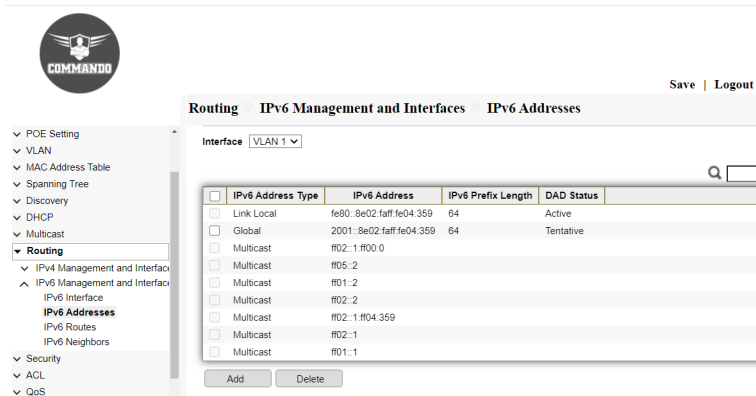 COMMANDO
Save | Logout
Routing » IPv6 Management and Interfaces » IPv6 Addresses
POE Setting
VLAN
MAC Address Table
Spanning Tree
Discovery
DHCP
Multicast
Routing
IPv4 Management and Interface
IPv6 Management and Interface
IPv6 Interface
IPv6 Addresses
IPv6 Routes
IPv6 Neighbors
Security
ACL
QoS
Interface VLAN 1
IPv6 Address Type IPv6 Address IPv6 Prefix Length DAD Status
Link Local fe80::8e02:faff:fe04:359 64 Active
Global 2001::8e02:faff:fe04:359 64 Tentative
Multicast ff02::1:ff00:0
Multicast ff05::2
Multicast ff01::2
Multicast ff02::2
Multicast ff02::1:ff04:359
Multicast ff02::1
Multicast ff01::1
Add Delete